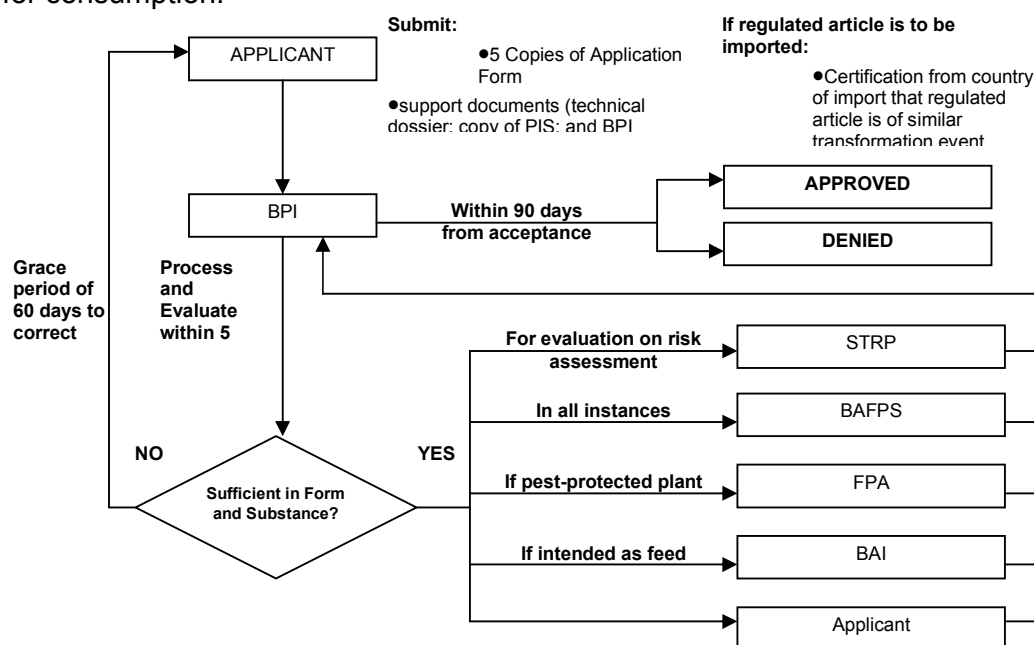 for consumption.
Submit:
●5 Copies of Application
Form
●support documents (technical
dossier; copy of PIS; and BPI
If regulated article is to be
imported:
●Certification from country
of import that regulated
article is of similar
transformation event
APPLICANT
BPI
Within 90 days
from acceptance
APPROVED
DENIED
Grace
period of
60 days to
correct
Process
and
Evaluate
within 5
For evaluation on risk
assessment
STRP
In all instances
BAFPS
NO
YES
Sufficient in Form
and Substance?
If pest-protected plant
FPA
If intended as feed
BAI
Applicant